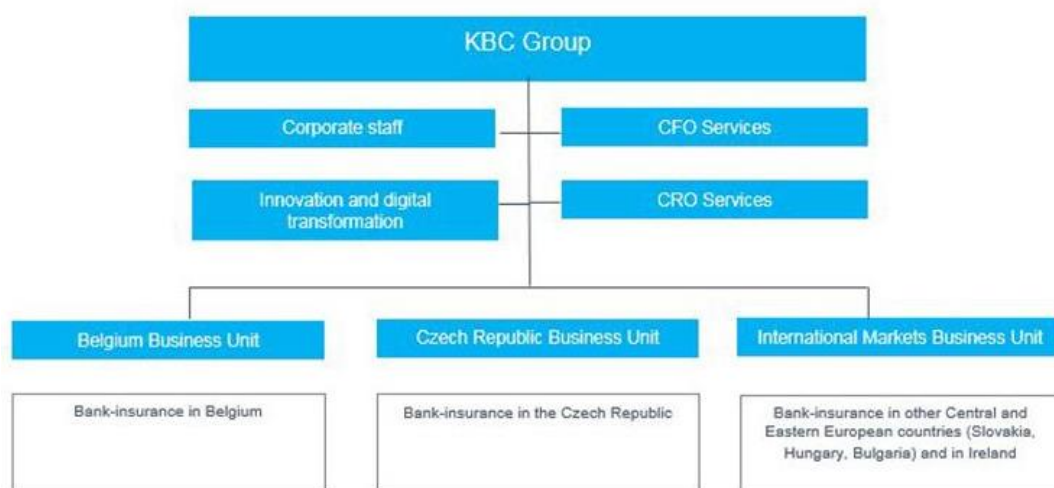 KBC Group
Corporate staff
CFO Services
Innovation and digital
transformation
CRO Services
Belgium Business Unit
Czech Republic Business Unit
International Markets Business Unit
Bank-insurance in Belgium
Bank-insurance in the Czech Republic
Bank-insurance in other Central and
Eastern European countries (Slovakia,
Hungary, Bulgaria) and in Ireland